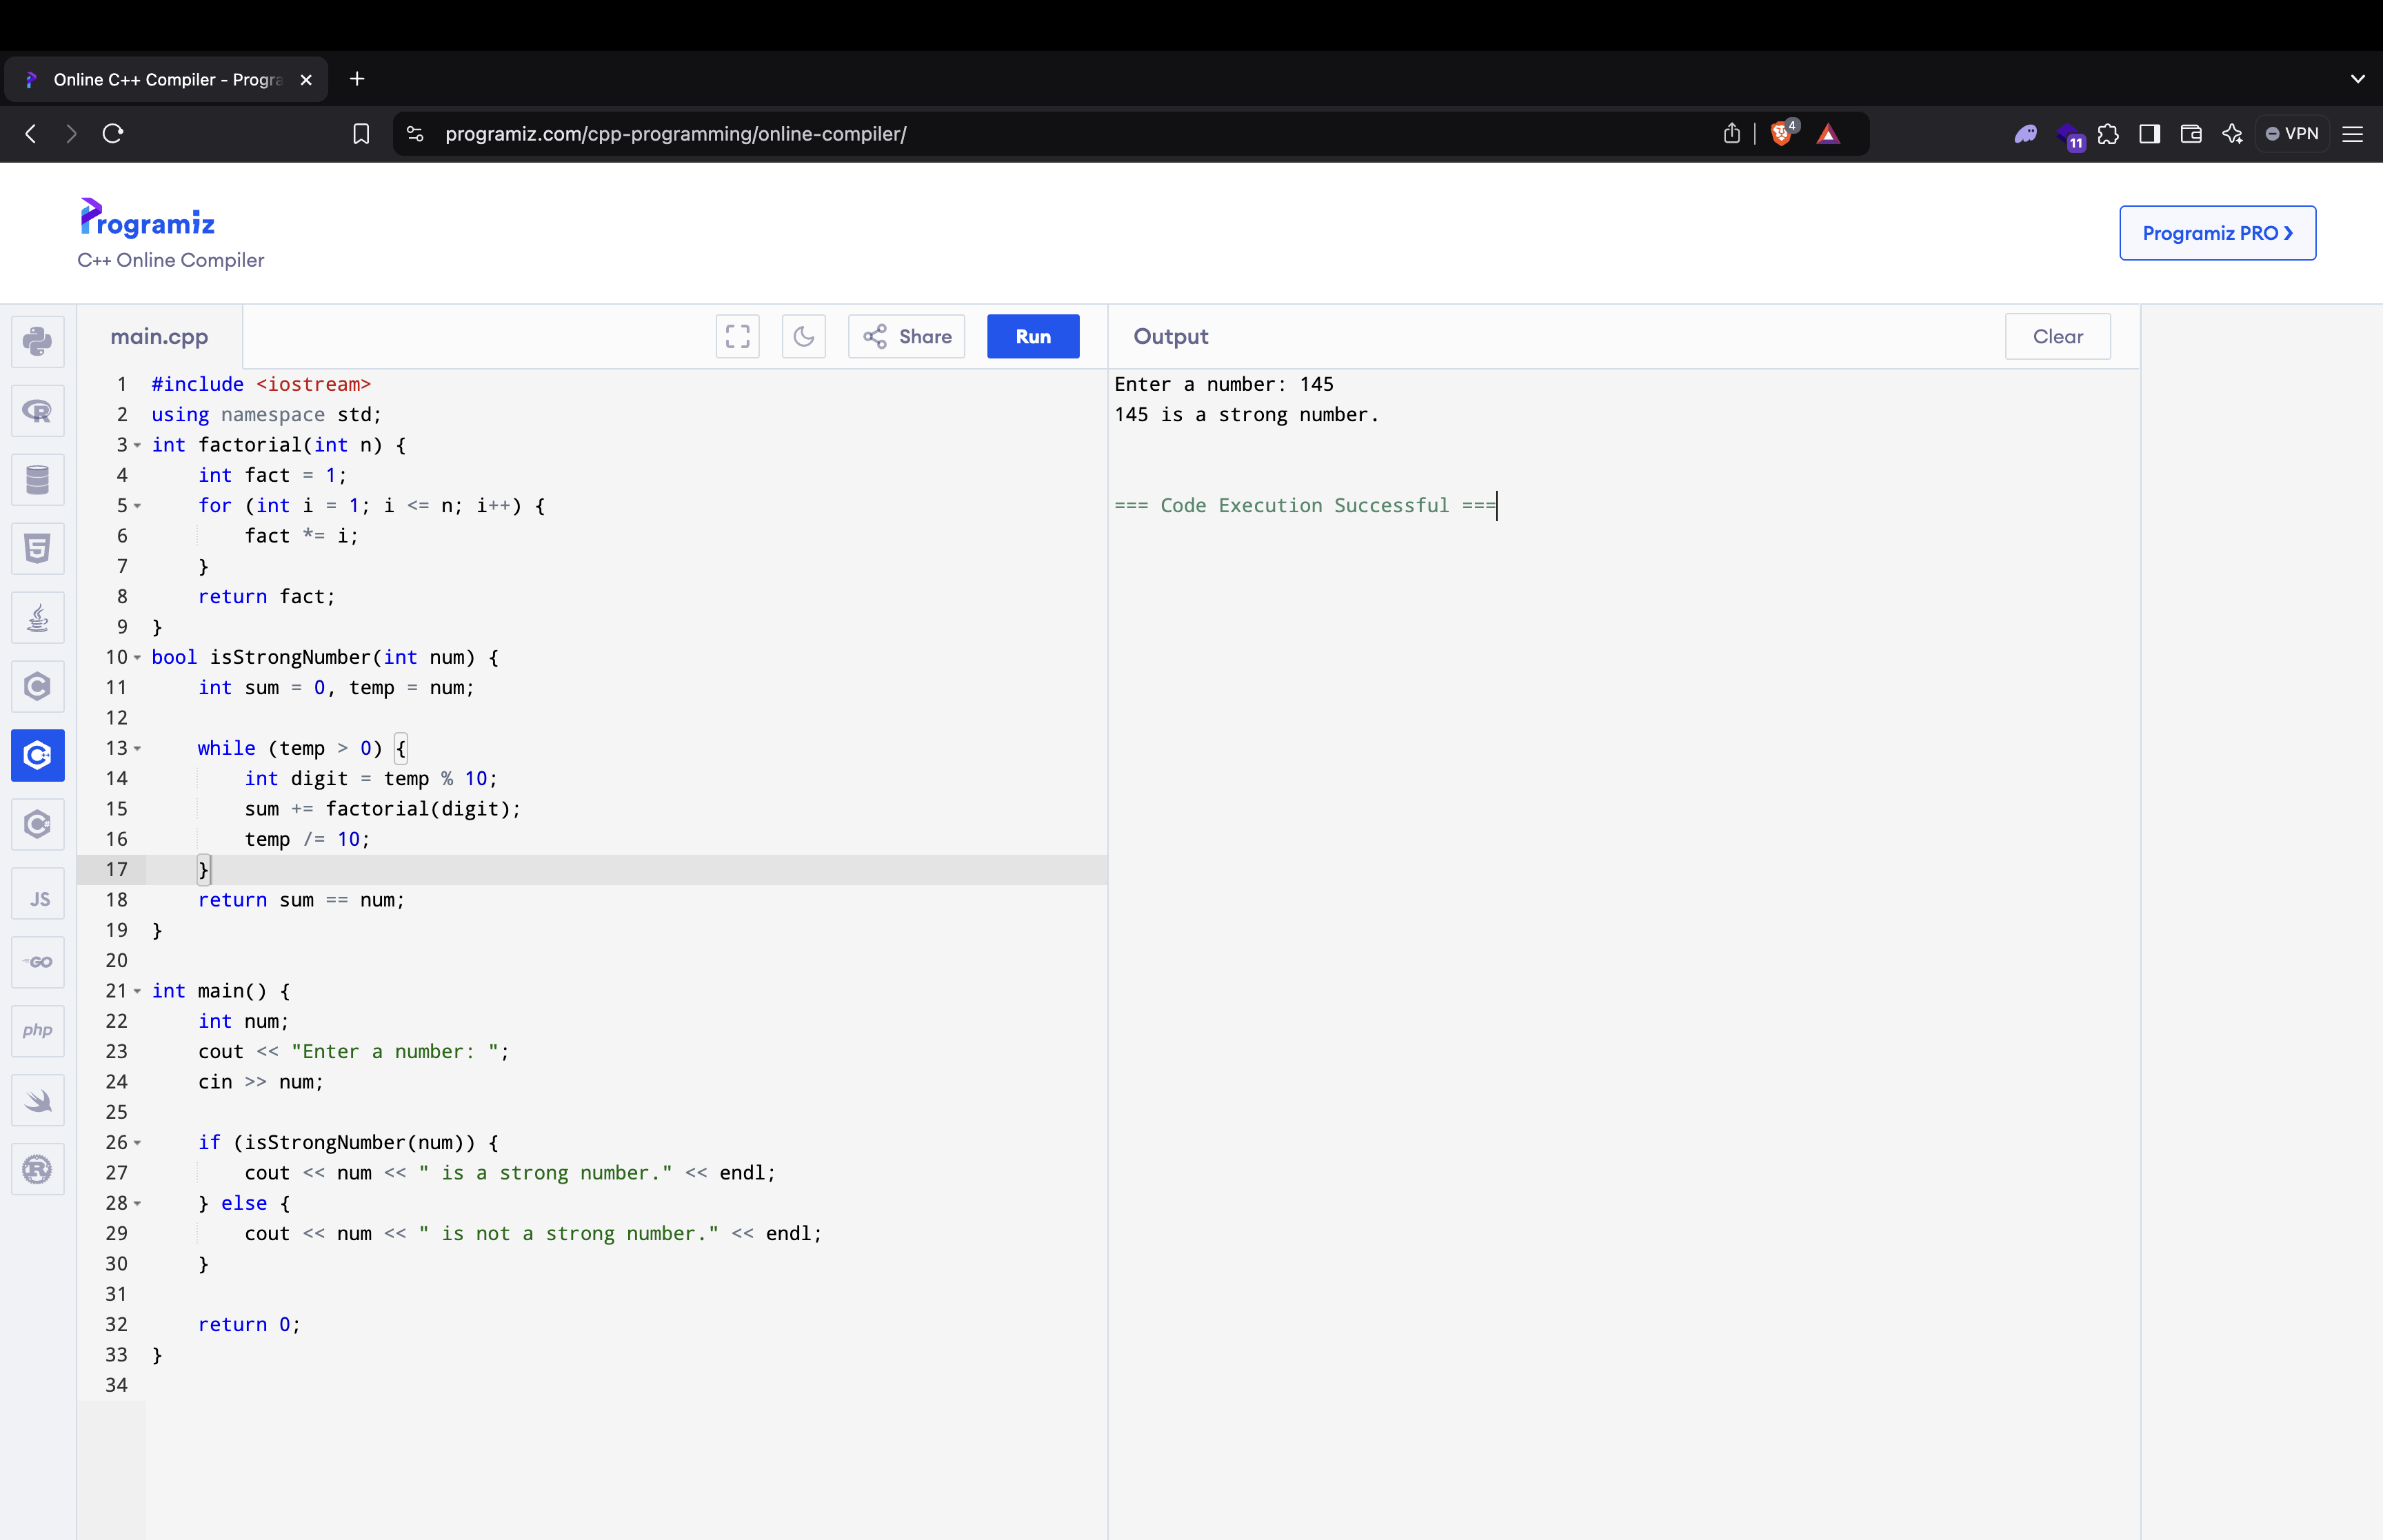 Online C++ Compiler - Progra
programiz.com/cpp-programming/online-compiler/
4
11
VPN
Programiz
C++ Online Compiler
Programiz PRO ❯
main.cpp
Share
Run
Output
Clear
1 #include <iostream>
2 using namespace std;
3 int factorial(int n) {
4     int fact = 1;
5     for (int i = 1; i <= n; i++) {
6         fact *= i;
7     }
8     return fact;
9 }
10 bool isStrongNumber(int num) {
11     int sum = 0, temp = num;
12
13     while (temp > 0) {
14         int digit = temp % 10;
15         sum += factorial(digit);
16         temp /= 10;
17     }
18     return sum == num;
19 }
20
21 int main() {
22     int num;
23     cout << "Enter a number: ";
24     cin >> num;
25
26     if (isStrongNumber(num)) {
27         cout << num << " is a strong number." << endl;
28     } else {
29         cout << num << " is not a strong number." << endl;
30     }
31
32     return 0;
33 }
34
Enter a number: 145
145 is a strong number.
=== Code Execution Successful ===
R
5
C
C++
C#
JS
GO
php
R